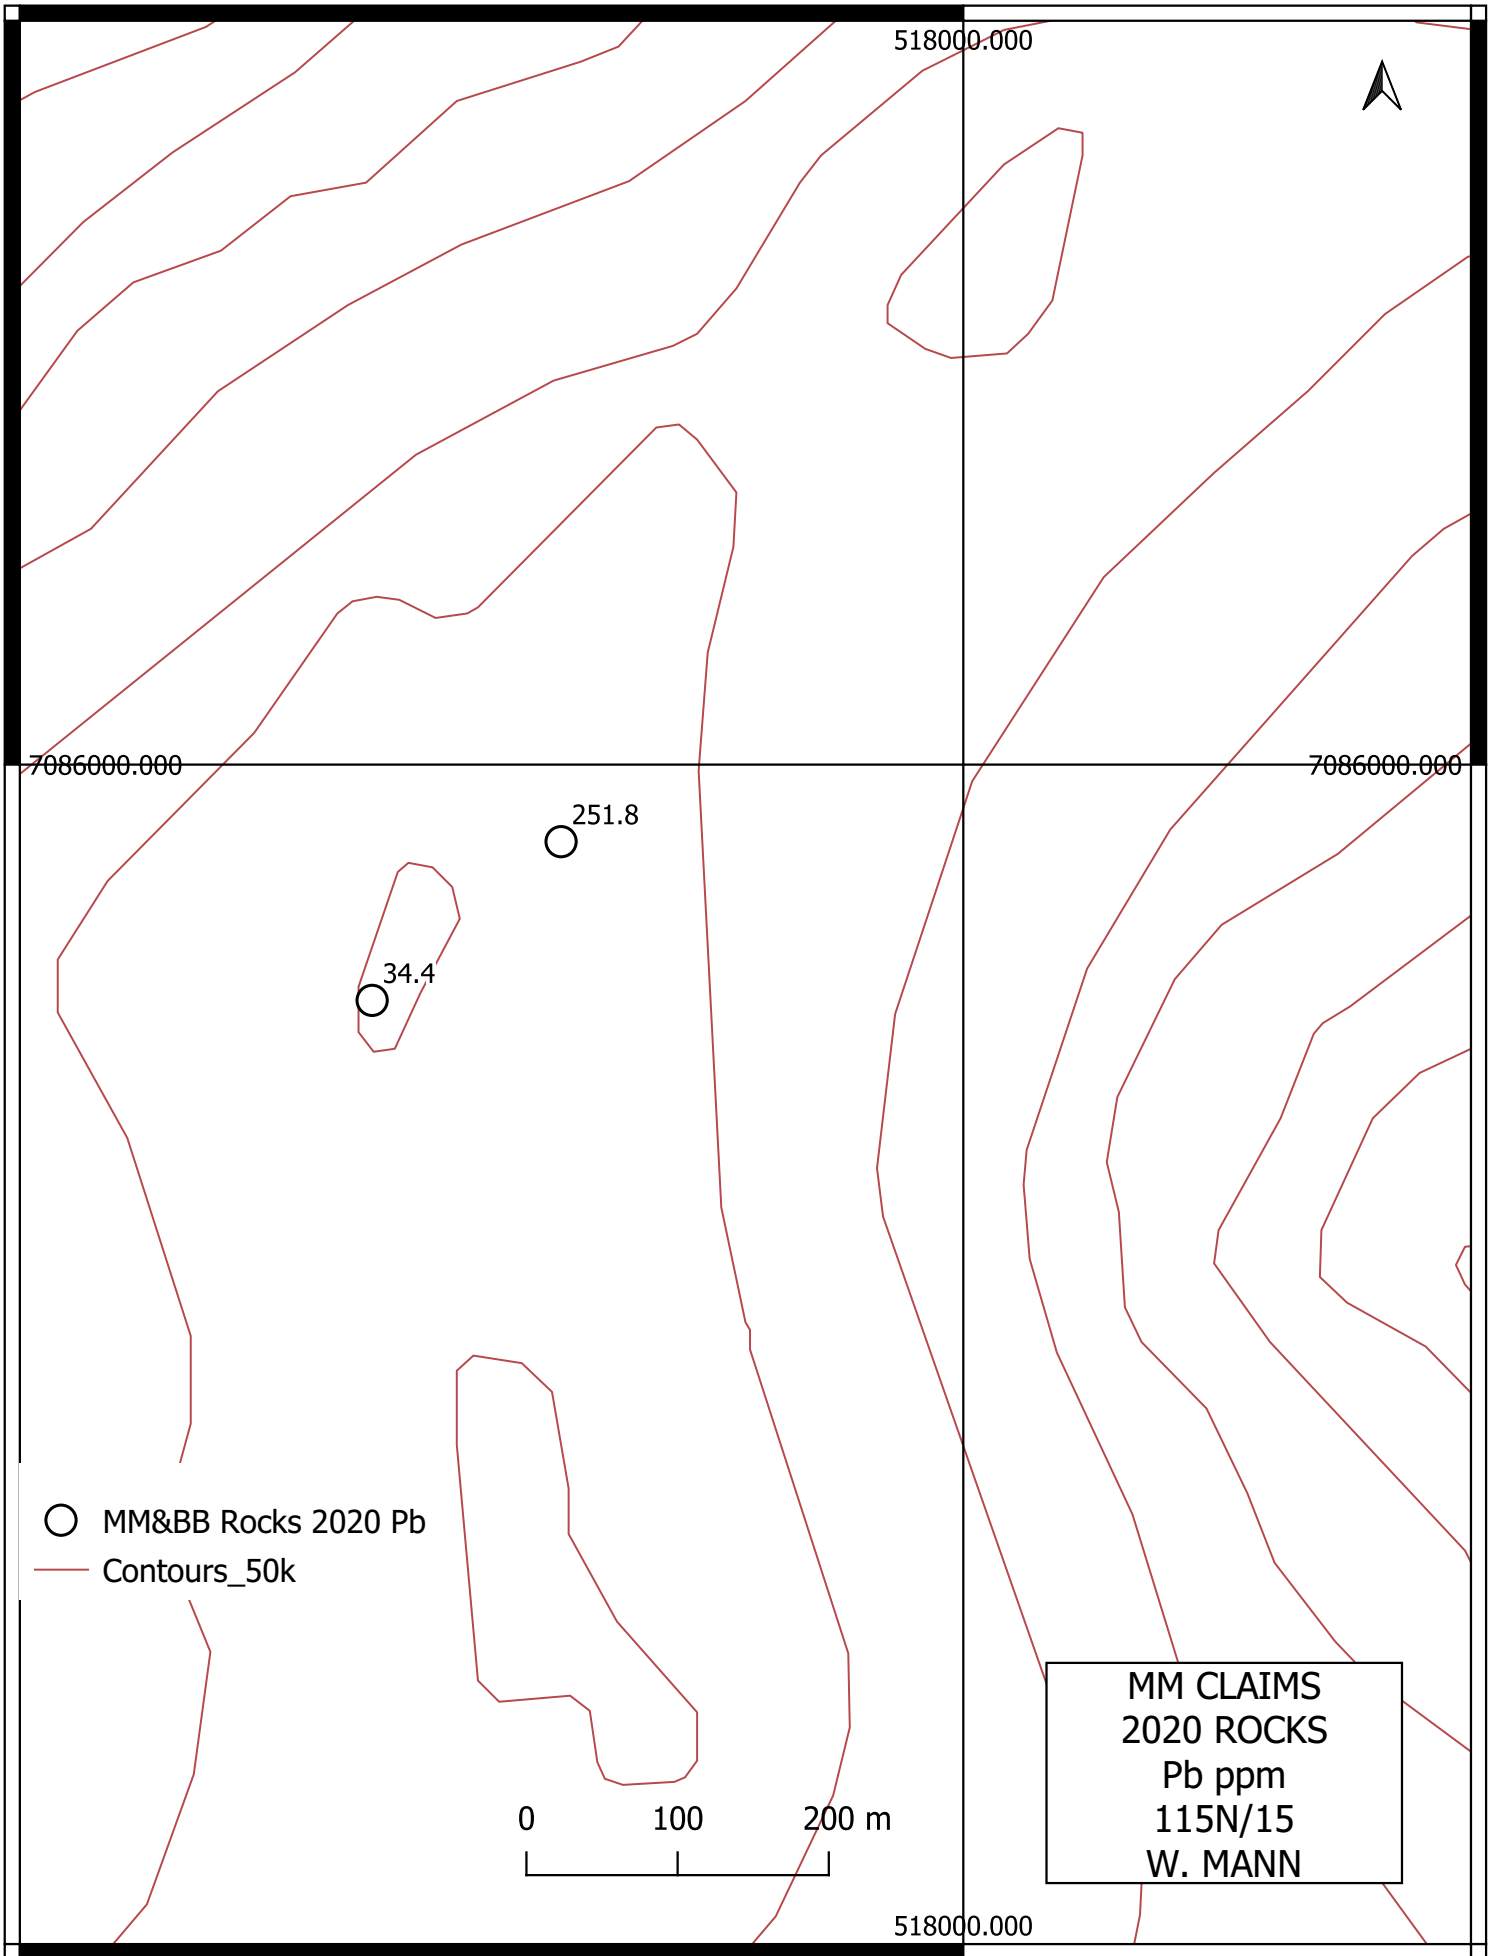 518000.000
7086000.000
7086000.000
251.8
34.4
MM&BB Rocks 2020 Pb
Contours_50k
MM CLAIMS
2020 ROCKS
Pb ppm
115N/15
W. MANN
0 100 200 m
518000.000